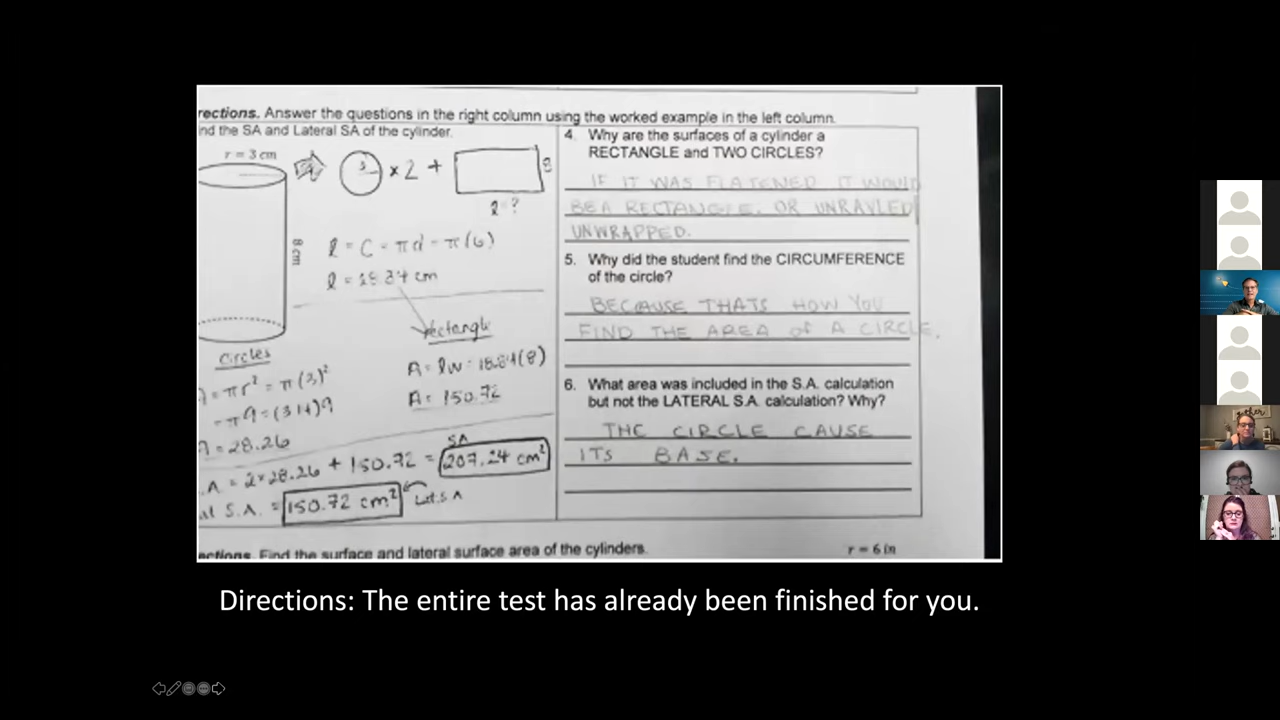 rections. Answer the questions in the right column using the worked example in the left column.
nd the SA and Lateral SA of the cylinder.
r = 3 cm
3
× 2 +
8
l = ?
8 cm
l = C = πd = π(6)
l = 18.84 cm
rectangle
A = lw = 18.84(8)
A = 150.72
Circles
A = πr² = π(3)²
= π9 = (3.14)9
A = 28.26
.A = 2×28.26 + 150.72 = 207.24 cm²
SA
al S.A. = 150.72 cm²
Lat. S.A
4. Why are the surfaces of a cylinder a
RECTANGLE and TWO CIRCLES?
IF IT WAS FLATENED IT WOULD
BE A RECTANGLE. OR UNRAVLED
UNWRAPPED.
5. Why did the student find the CIRCUMFERENCE
of the circle?
BECAUSE THATS HOW YOU
FIND THE AREA of A CIRCLE.
6. What area was included in the S.A. calculation
but not the LATERAL S.A. calculation? Why?
THE CIRCLE CAUSE
ITS BASE.
ections. Find the surface and lateral surface area of the cylinders.
r = 6 in
Directions: The entire test has already been finished for you.